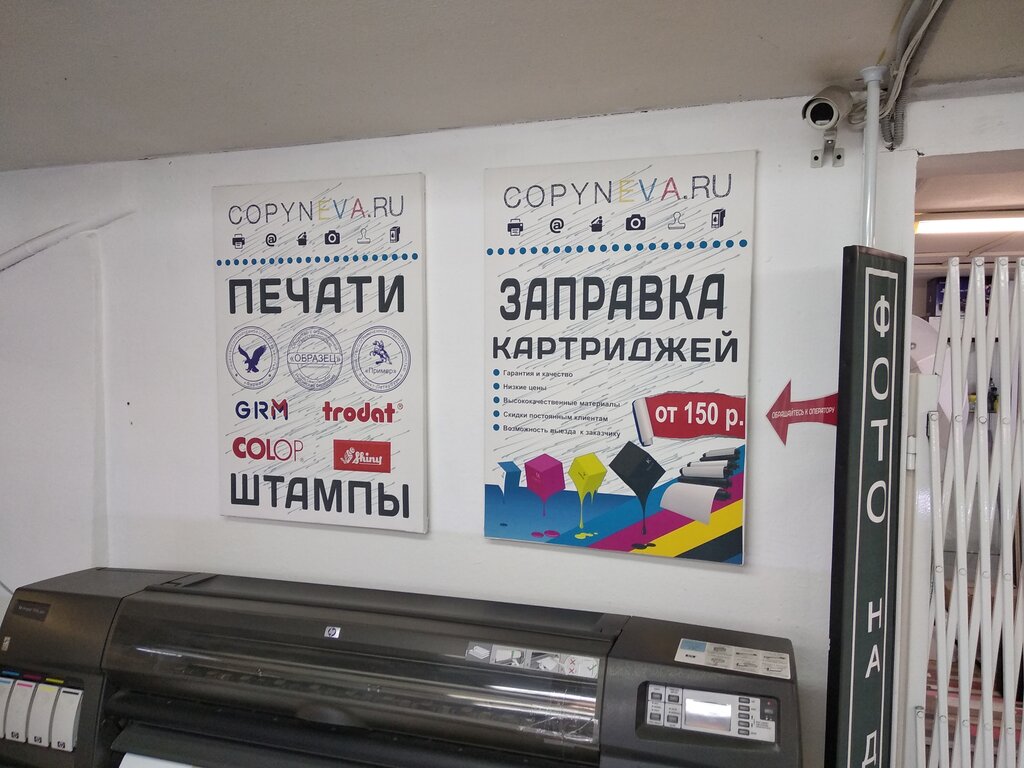 COPYNEVA.RU
@
ПЕЧАТИ
«ОБРАЗЕЦ»
«Пример»
GRM
trodat®
COLOP
Shiny
ШТАМПЫ
COPYNEVA.RU
@
ЗАПРАВКА
КАРТРИДЖЕЙ
Гарантия и качество
Низкие цены
Высококачественные материалы
Скидки постоянным клиентам
Возможность выезда к заказчику
от 150 р.
ОБРАЩАЙТЕСЬ К ОПЕРАТОРУ
ФОТО НА Д
hp